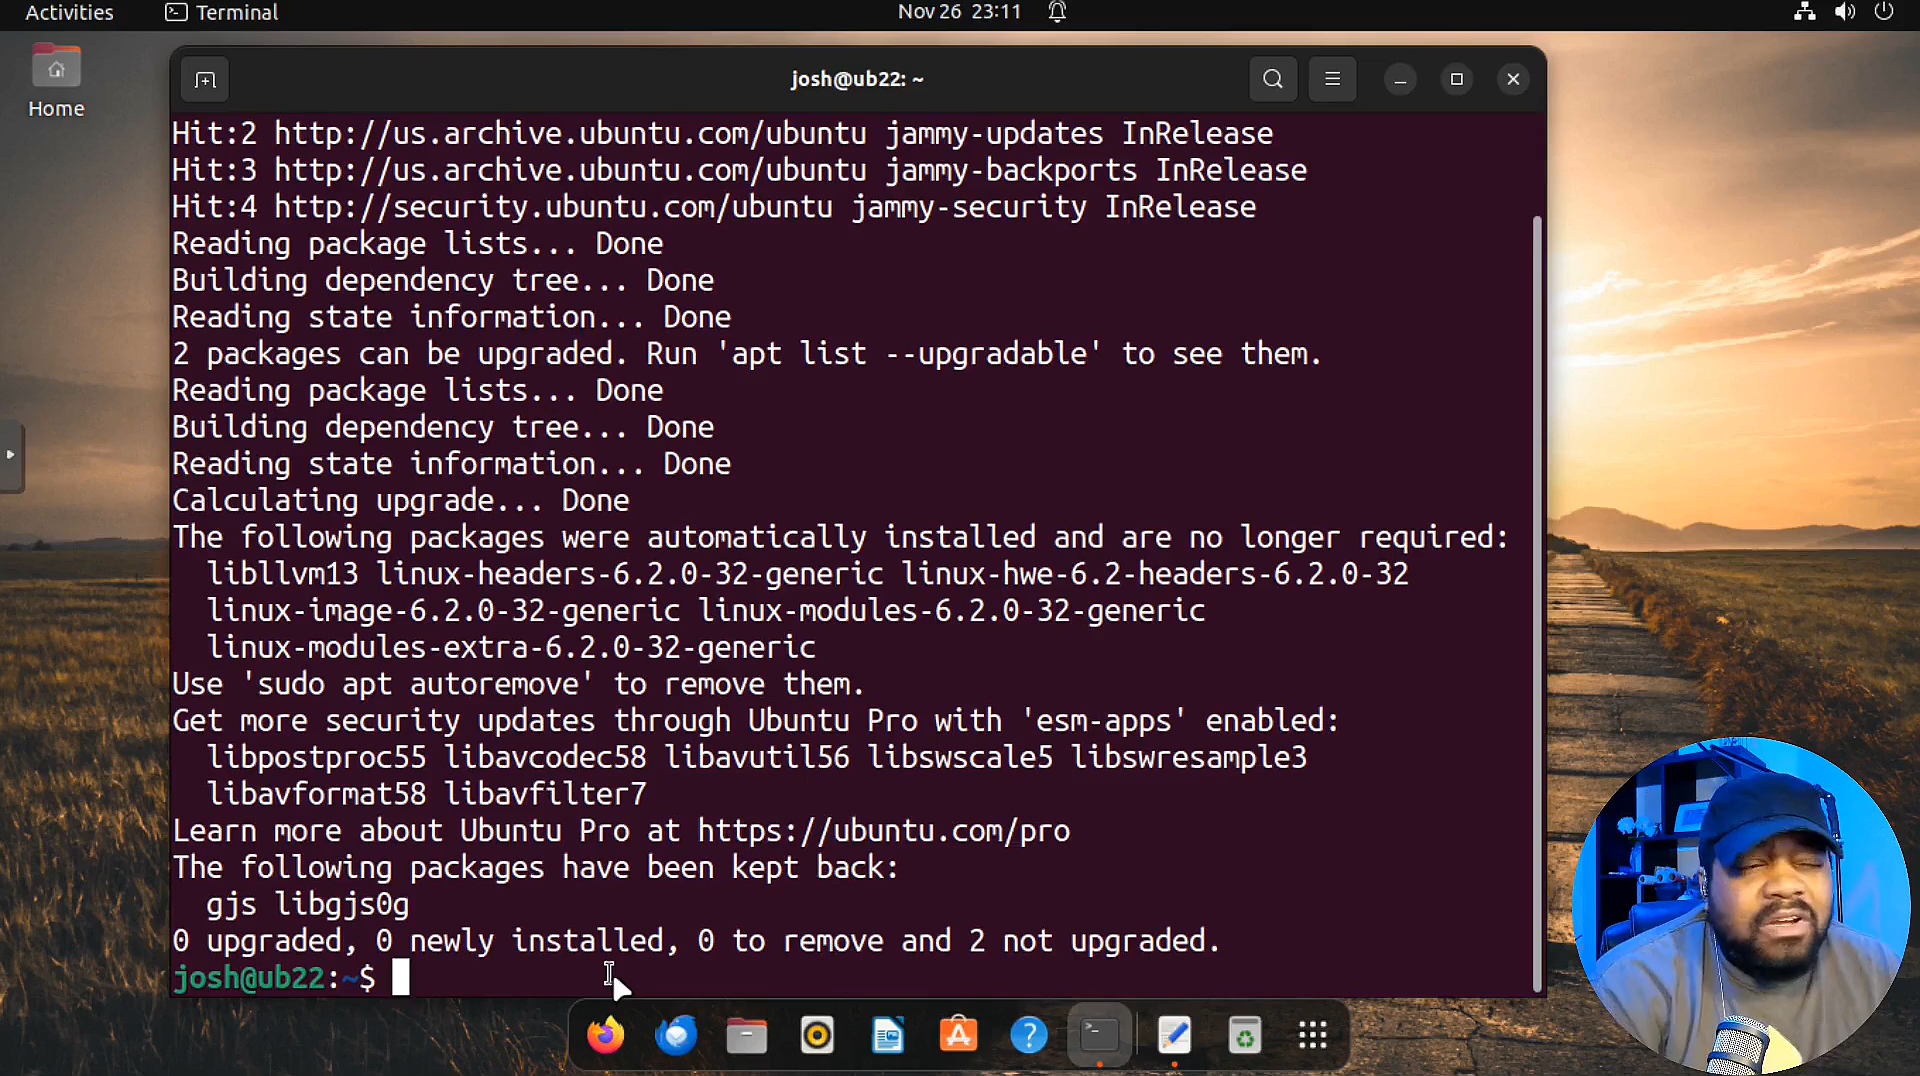 Activities
Terminal
Nov 26 23:11
Home
josh@ub22: ~
Hit:2 http://us.archive.ubuntu.com/ubuntu jammy-updates InRelease
Hit:3 http://us.archive.ubuntu.com/ubuntu jammy-backports InRelease
Hit:4 http://security.ubuntu.com/ubuntu jammy-security InRelease
Reading package lists... Done
Building dependency tree... Done
Reading state information... Done
2 packages can be upgraded. Run 'apt list --upgradable' to see them.
Reading package lists... Done
Building dependency tree... Done
Reading state information... Done
Calculating upgrade... Done
The following packages were automatically installed and are no longer required:
libllvm13 linux-headers-6.2.0-32-generic linux-hwe-6.2-headers-6.2.0-32
linux-image-6.2.0-32-generic linux-modules-6.2.0-32-generic
linux-modules-extra-6.2.0-32-generic
Use 'sudo apt autoremove' to remove them.
Get more security updates through Ubuntu Pro with 'esm-apps' enabled:
libpostproc55 libavcodec58 libavutil56 libswscale5 libswresample3
libavformat58 libavfilter7
Learn more about Ubuntu Pro at https://ubuntu.com/pro
The following packages have been kept back:
gjs libgjs0g
0 upgraded, 0 newly installed, 0 to remove and 2 not upgraded.
josh@ub22:~$